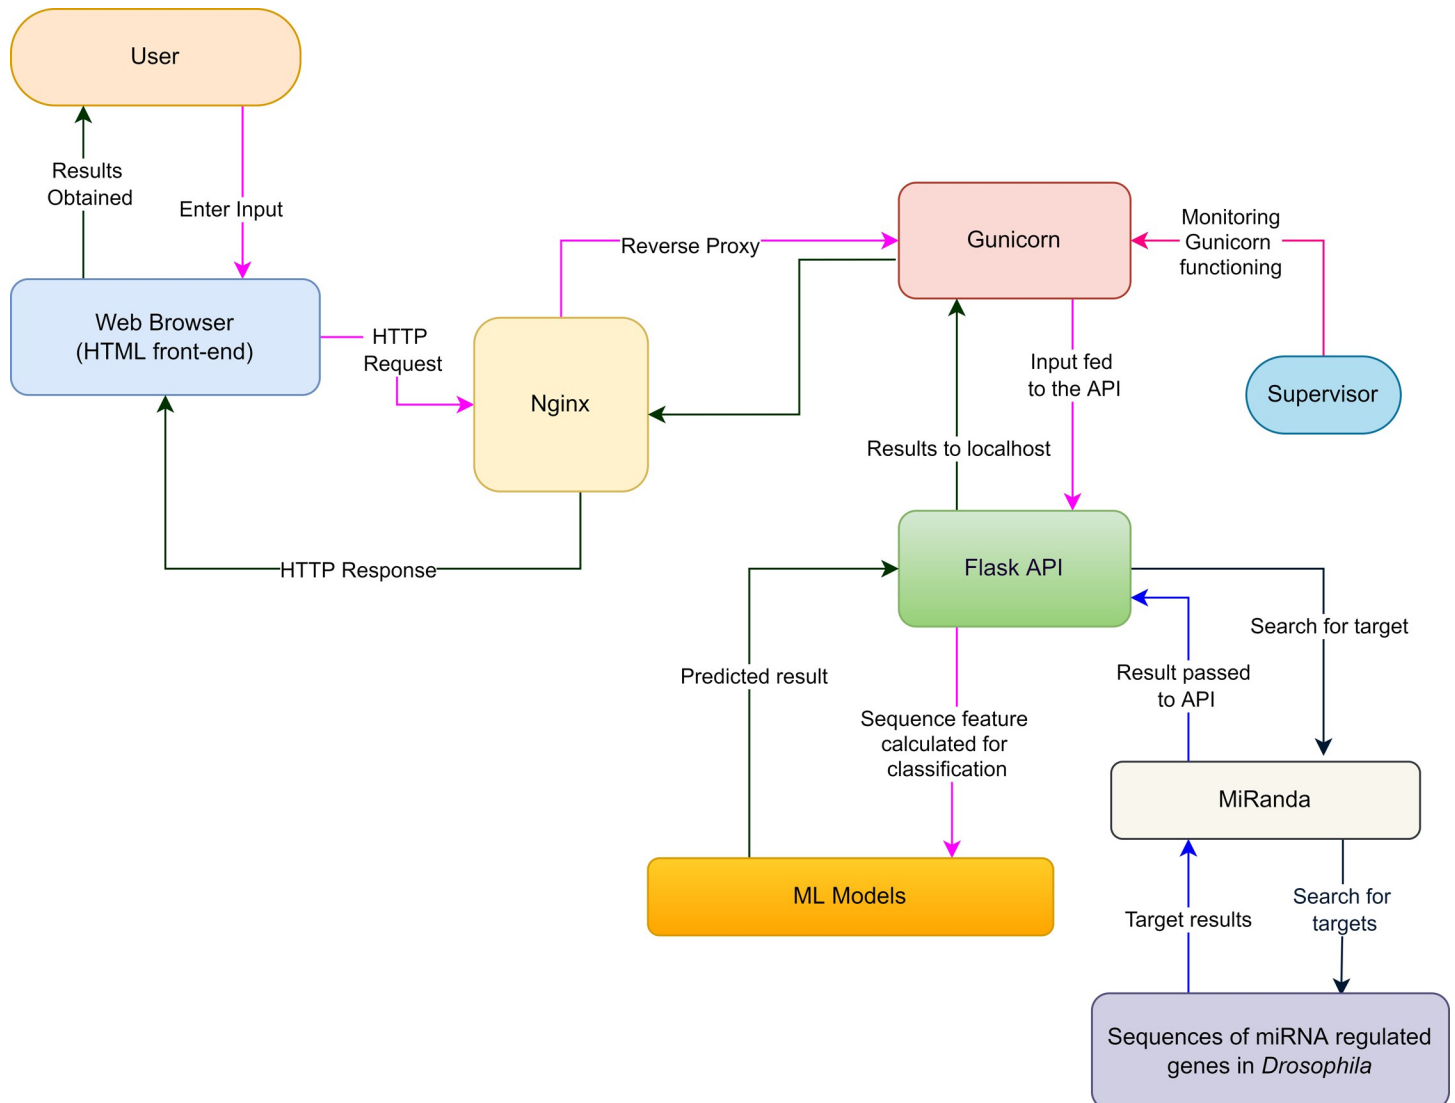 User
Results
Obtained
Enter Input
Web Browser
(HTML front-end)
HTTP
Request
Nginx
Reverse Proxy
Gunicorn
Monitoring
Gunicorn
functioning
Supervisor
Input fed
to the API
Results to localhost
HTTP Response
Flask API
Search for target
Predicted result
Result passed
to API
Sequence feature
calculated for
classification
MiRanda
ML Models
Search for
targets
Target results
Sequences of miRNA regulated
genes in Drosophila